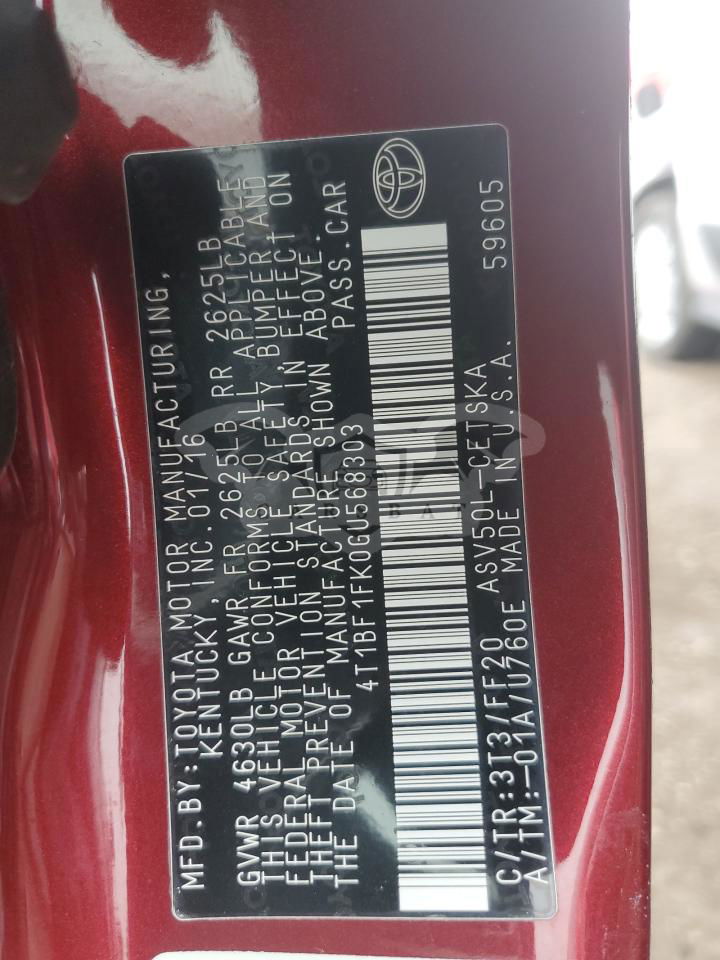 MFD.BY:TOYOTA MOTOR MANUFACTURING,
KENTUCKY, INC. 01/16
GVWR 4630LB GAWR FR 2625LB RR 2625LB
THIS VEHICLE CONFORMS TO ALL APPLICABLE
FEDERAL MOTOR VEHICLE SAFETY, BUMPER, AND
THEFT PREVENTION STANDARDS IN EFFECT ON
THE DATE OF MANUFACTURE SHOWN ABOVE.
4T1BF1FK0GU568303 PASS.CAR
C/TR:3T3/FF20 ASV50L-CETSKA 59605
A/TM:-01A/U760E MADE IN U.S.A.